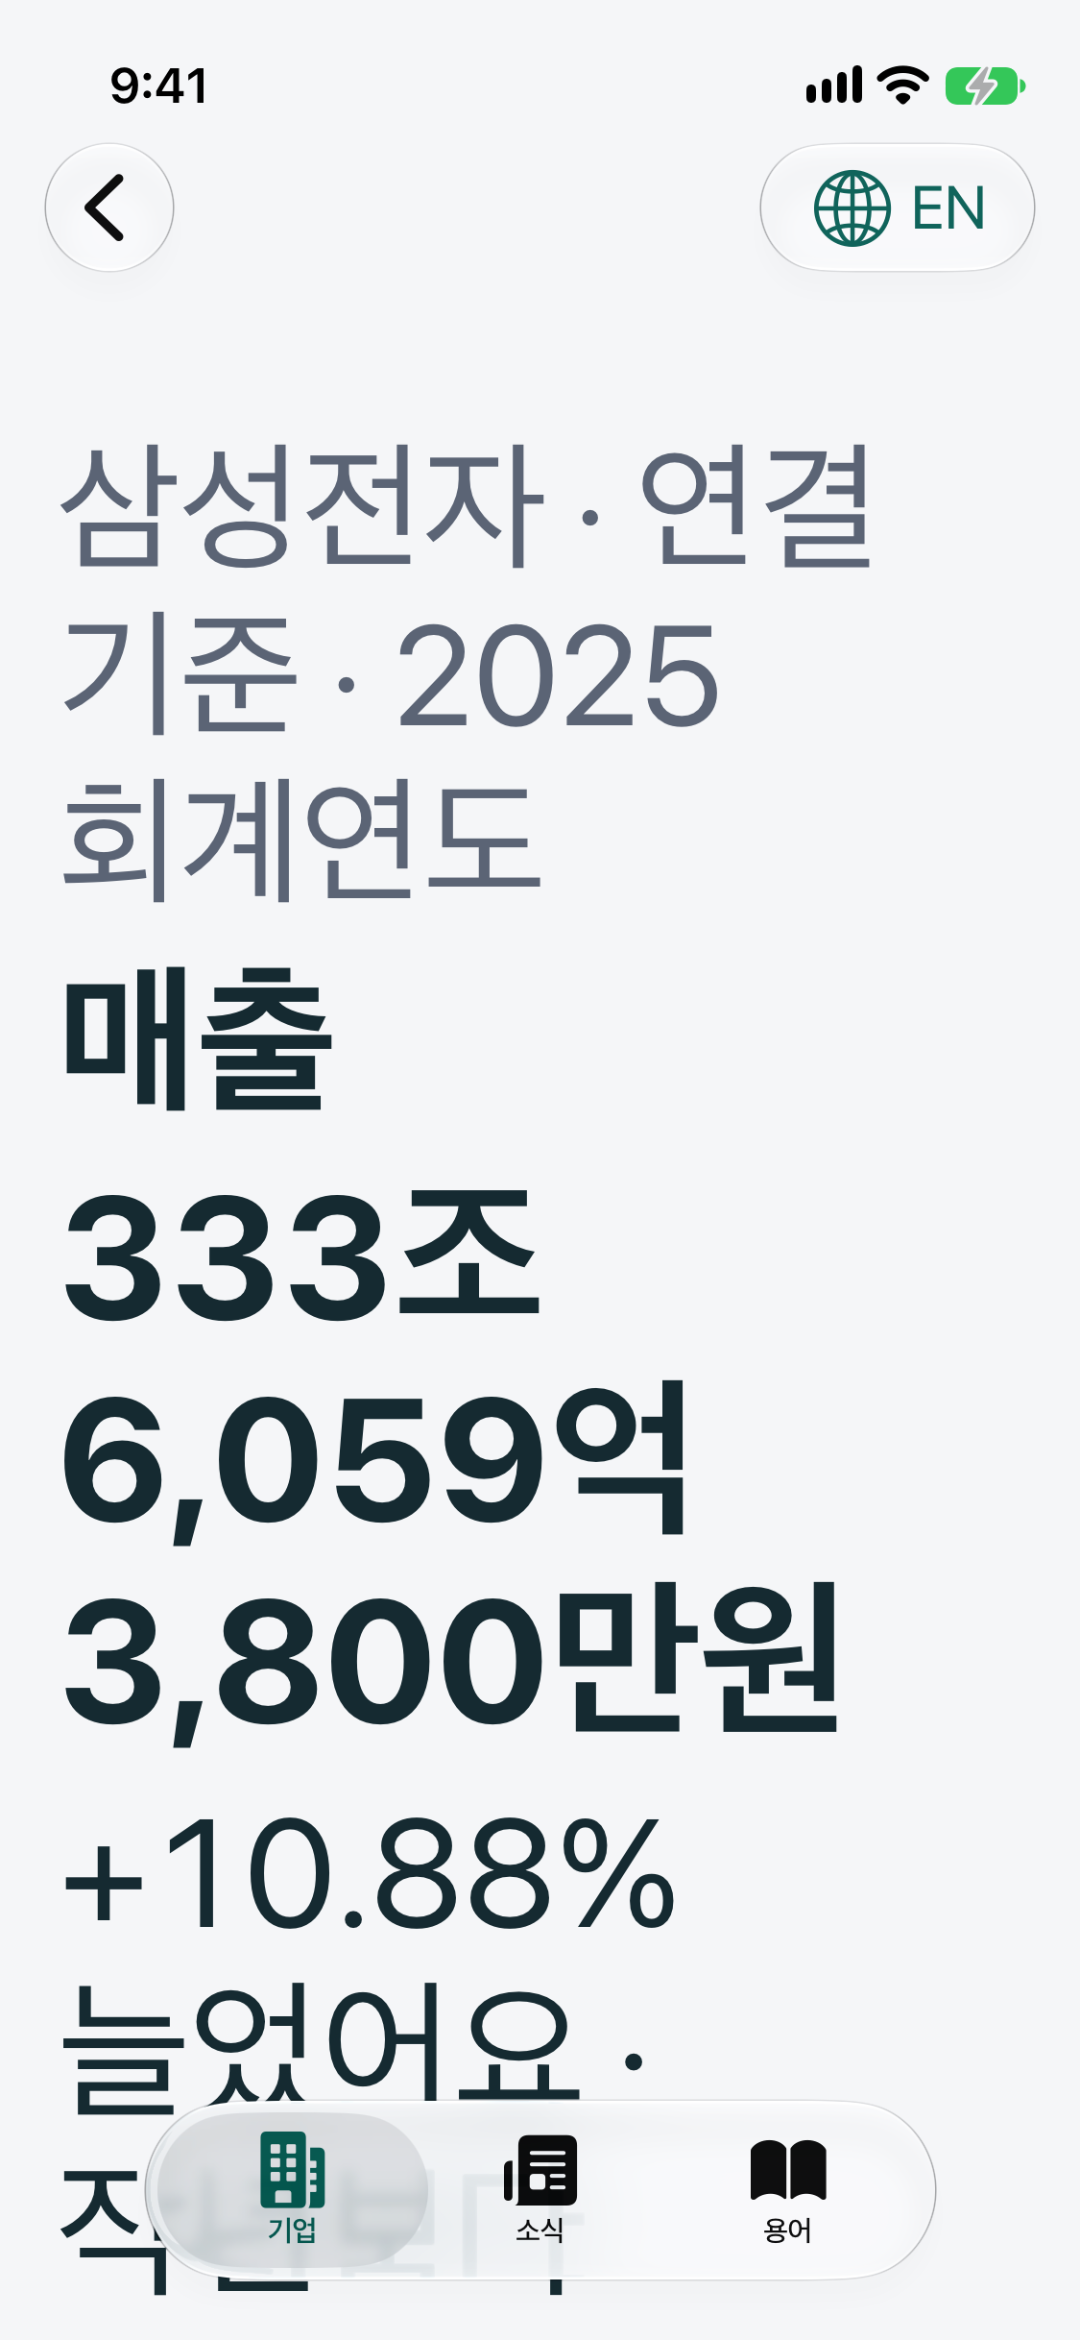 9:41
EN
삼성전자 · 연결
기준 · 2025
회계연도
매출
333조
6,059억
3,800만원
+10.88%
늘었어요 ·
기업
소식
용어